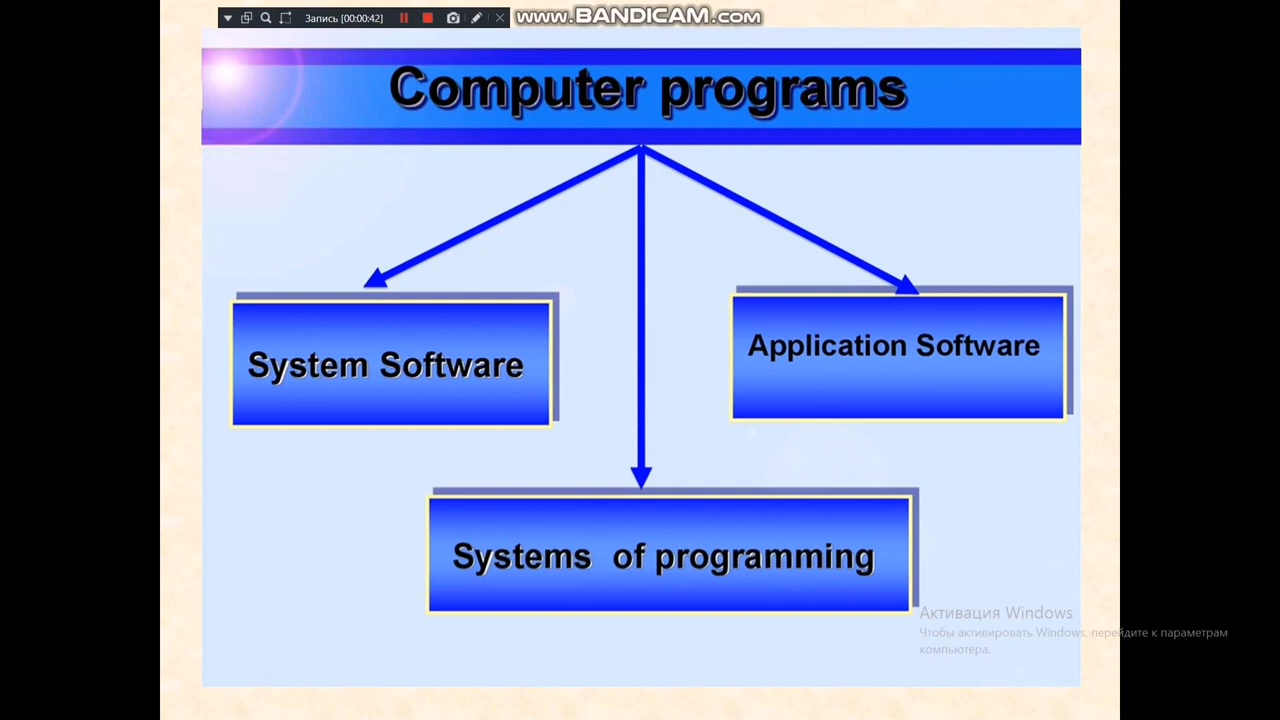 Запись [00:00:42]
www.BANDICAM.com
Computer programs
System Software
Application Software
Systems of programming
Активация Windows
Чтобы активировать Windows, перейдите к параметрам
компьютера.